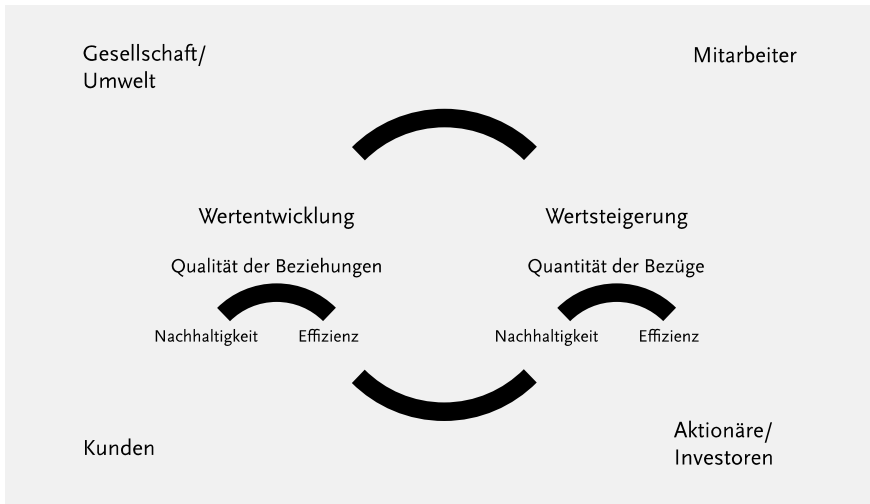 Gesellschaft/
Umwelt
Mitarbeiter
Wertentwicklung
Wertsteigerung
Qualität der Beziehungen
Quantität der Bezüge
Nachhaltigkeit
Effizienz
Nachhaltigkeit
Effizienz
Kunden
Aktionäre/
Investoren